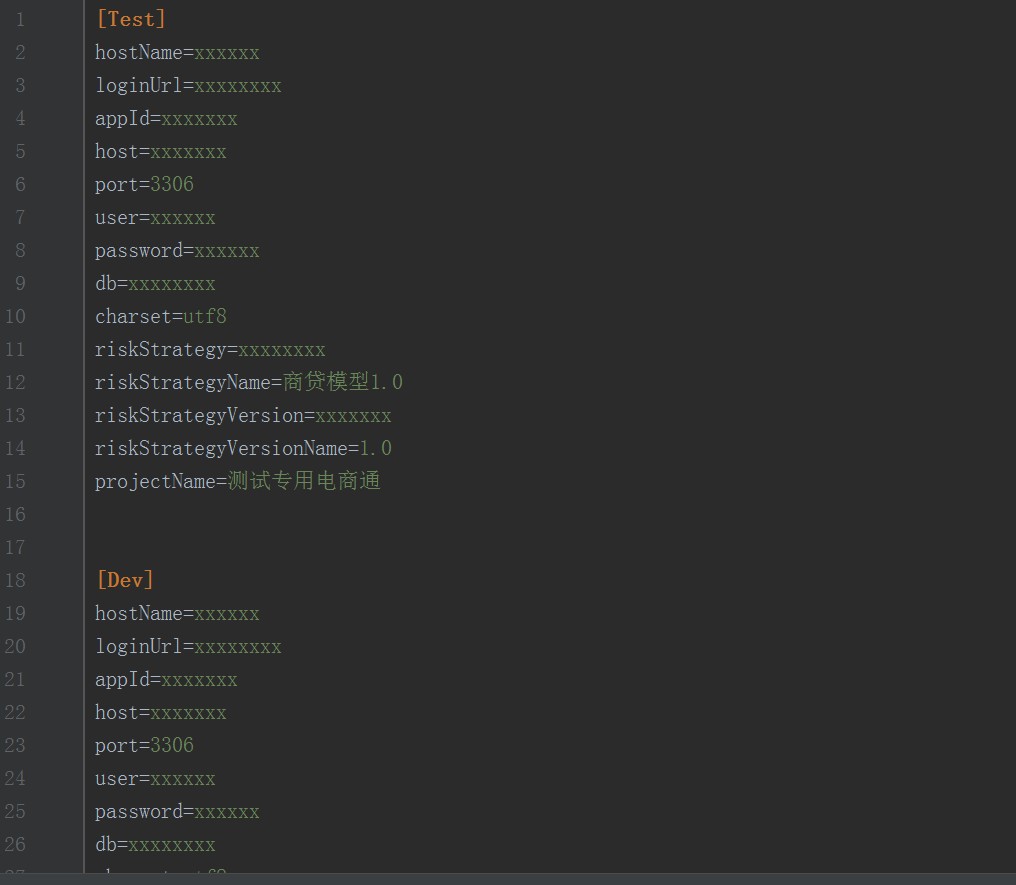 1 [Test]
2 hostName=xxxxxx
3 loginUrl=xxxxxxxx
4 appId=xxxxxxx
5 host=xxxxxxx
6 port=3306
7 user=xxxxxx
8 password=xxxxxx
9 db=xxxxxxxx
10 charset=utf8
11 riskStrategy=xxxxxxxx
12 riskStrategyName=商贷模型1.0
13 riskStrategyVersion=xxxxxxx
14 riskStrategyVersionName=1.0
15 projectName=测试专用电商通
16
17
18 [Dev]
19 hostName=xxxxxx
20 loginUrl=xxxxxxxx
21 appId=xxxxxxx
22 host=xxxxxxx
23 port=3306
24 user=xxxxxx
25 password=xxxxxx
26 db=xxxxxxxx